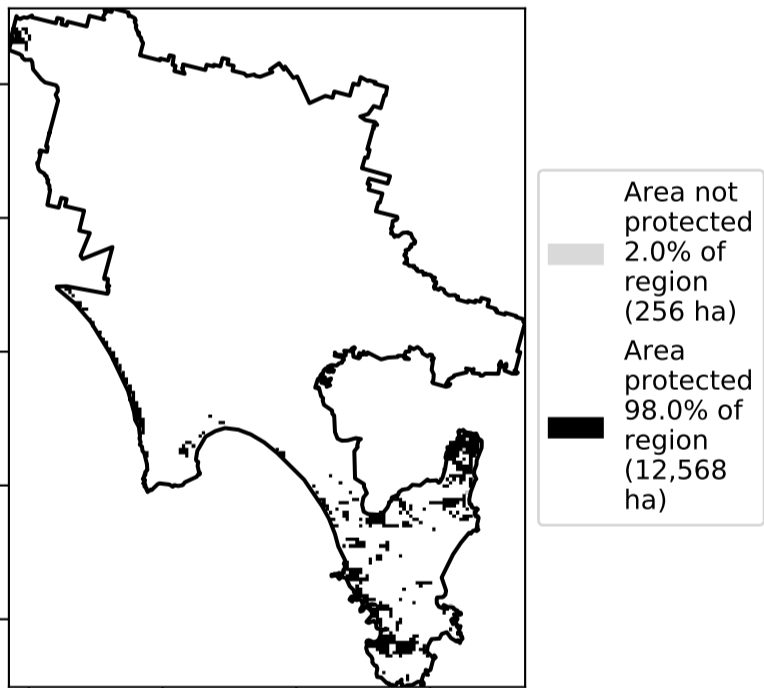 Area not
protected
2.0% of
region
(256 ha)
Area
protected
98.0% of
region
(12,568
ha)